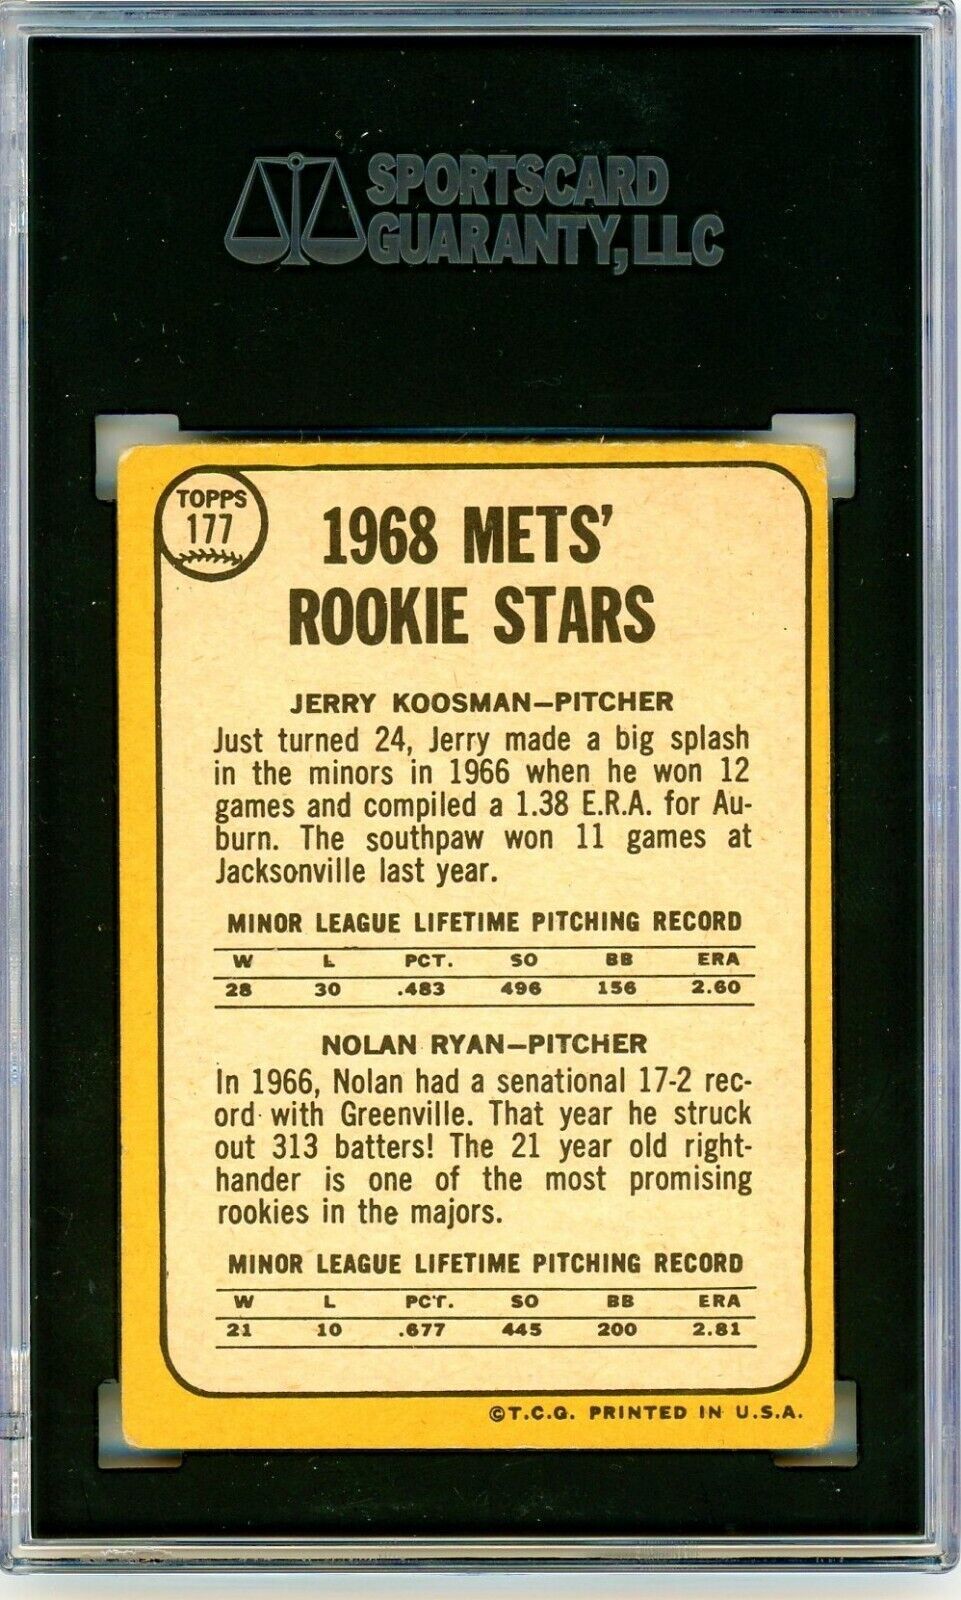 SPORTSCARD
GUARANTY, LLC
TOPPS
177
1968 METS'
ROOKIE STARS
JERRY KOOSMAN—PITCHER
Just turned 24, Jerry made a big splash
in the minors in 1966 when he won 12
games and compiled a 1.38 E.R.A. for Au-
burn. The southpaw won 11 games at
Jacksonville last year.
MINOR LEAGUE LIFETIME PITCHING RECORD
W L PCT. SO BB ERA
28 30 .483 496 156 2.60
NOLAN RYAN—PITCHER
In 1966, Nolan had a senational 17-2 rec-
ord with Greenville. That year he struck
out 313 batters! The 21 year old right-
hander is one of the most promising
rookies in the majors.
MINOR LEAGUE LIFETIME PITCHING RECORD
W L PCT. SO BB ERA
21 10 .677 445 200 2.81
©T.C.G. PRINTED IN U.S.A.